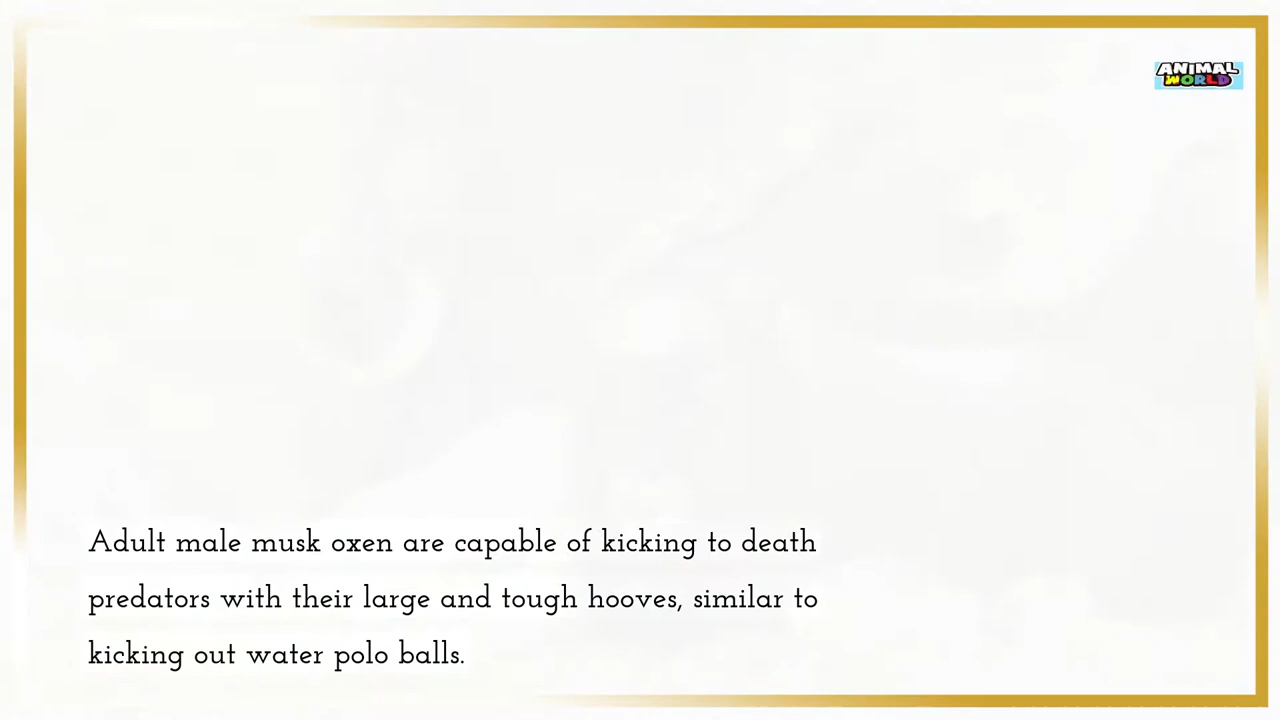 ANIMAL
WORLD
Adult male musk oxen are capable of kicking to death
predators with their large and tough hooves, similar to
kicking out water polo balls.